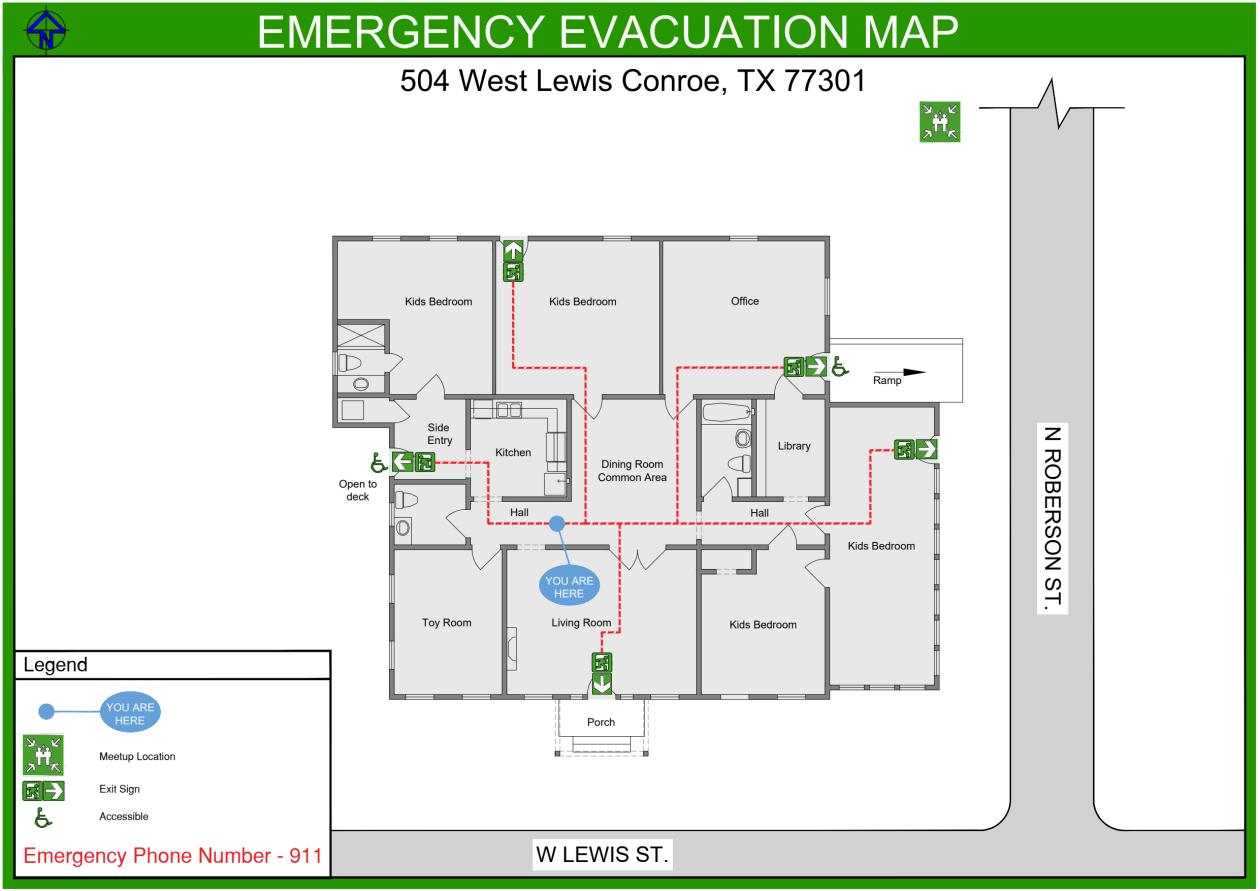 N
EMERGENCY EVACUATION MAP
504 West Lewis Conroe, TX 77301
Kids Bedroom
Kids Bedroom
Office
Ramp
Side
Entry
Kitchen
Dining Room
Common Area
Library
Open to
deck
Hall
Hall
Kids Bedroom
YOU ARE
HERE
Toy Room
Living Room
Kids Bedroom
Porch
N ROBERSON ST.
W LEWIS ST.
Legend
YOU ARE
HERE
Meetup Location
Exit Sign
Accessible
Emergency Phone Number - 911